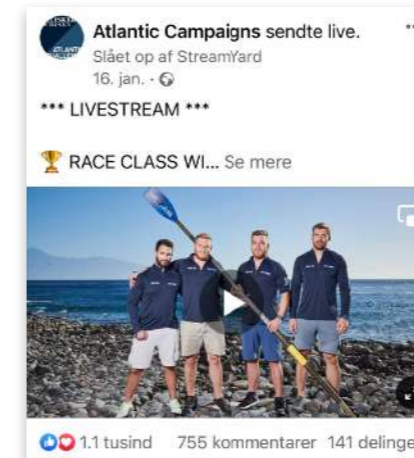 Atlantic Campaigns sendte live.
Slået op af StreamYard
16. jan.
*** LIVESTREAM ***
🏆 RACE CLASS WI... Se mere
1.1 tusind 755 kommentarer 141 delinge